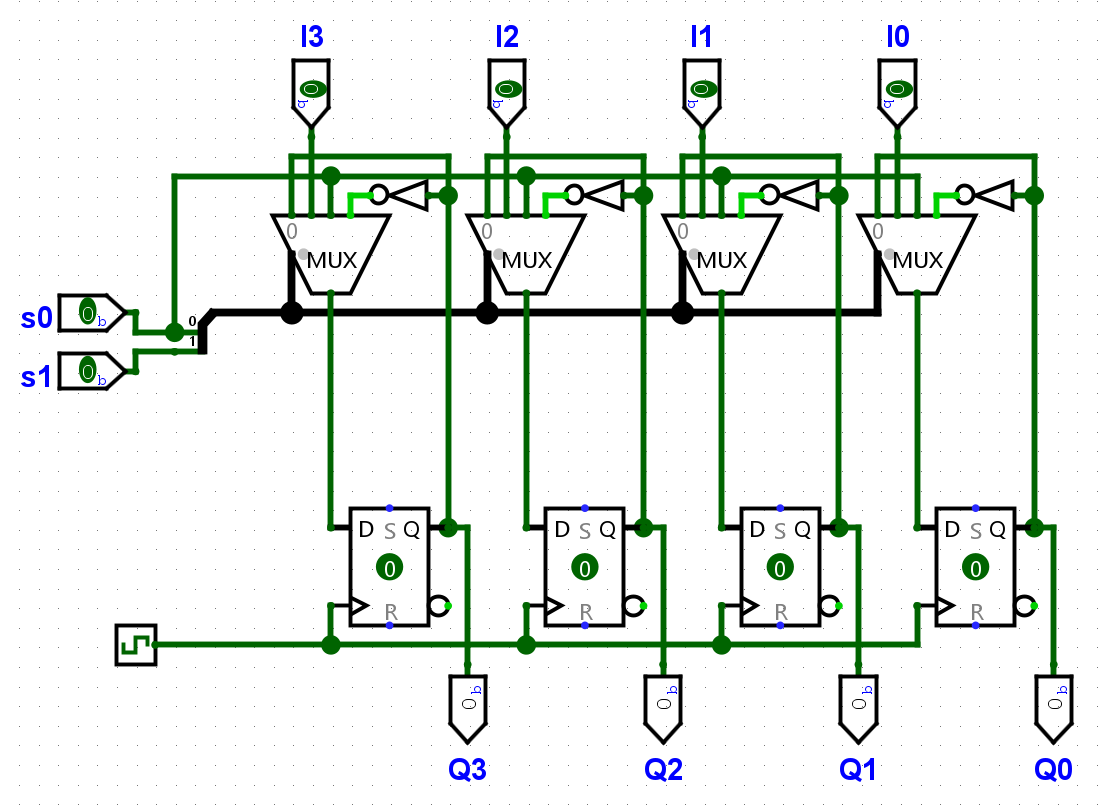 I3 I2 I1 I0
0 b 0 b 0 b 0 b
0 0 0 0
MUX MUX MUX MUX
s0 0 b 0
1
s1 0 b
D S Q D S Q D S Q D S Q
0 0 0 0
R R R R
0 b 0 b 0 b 0 b
Q3 Q2 Q1 Q0